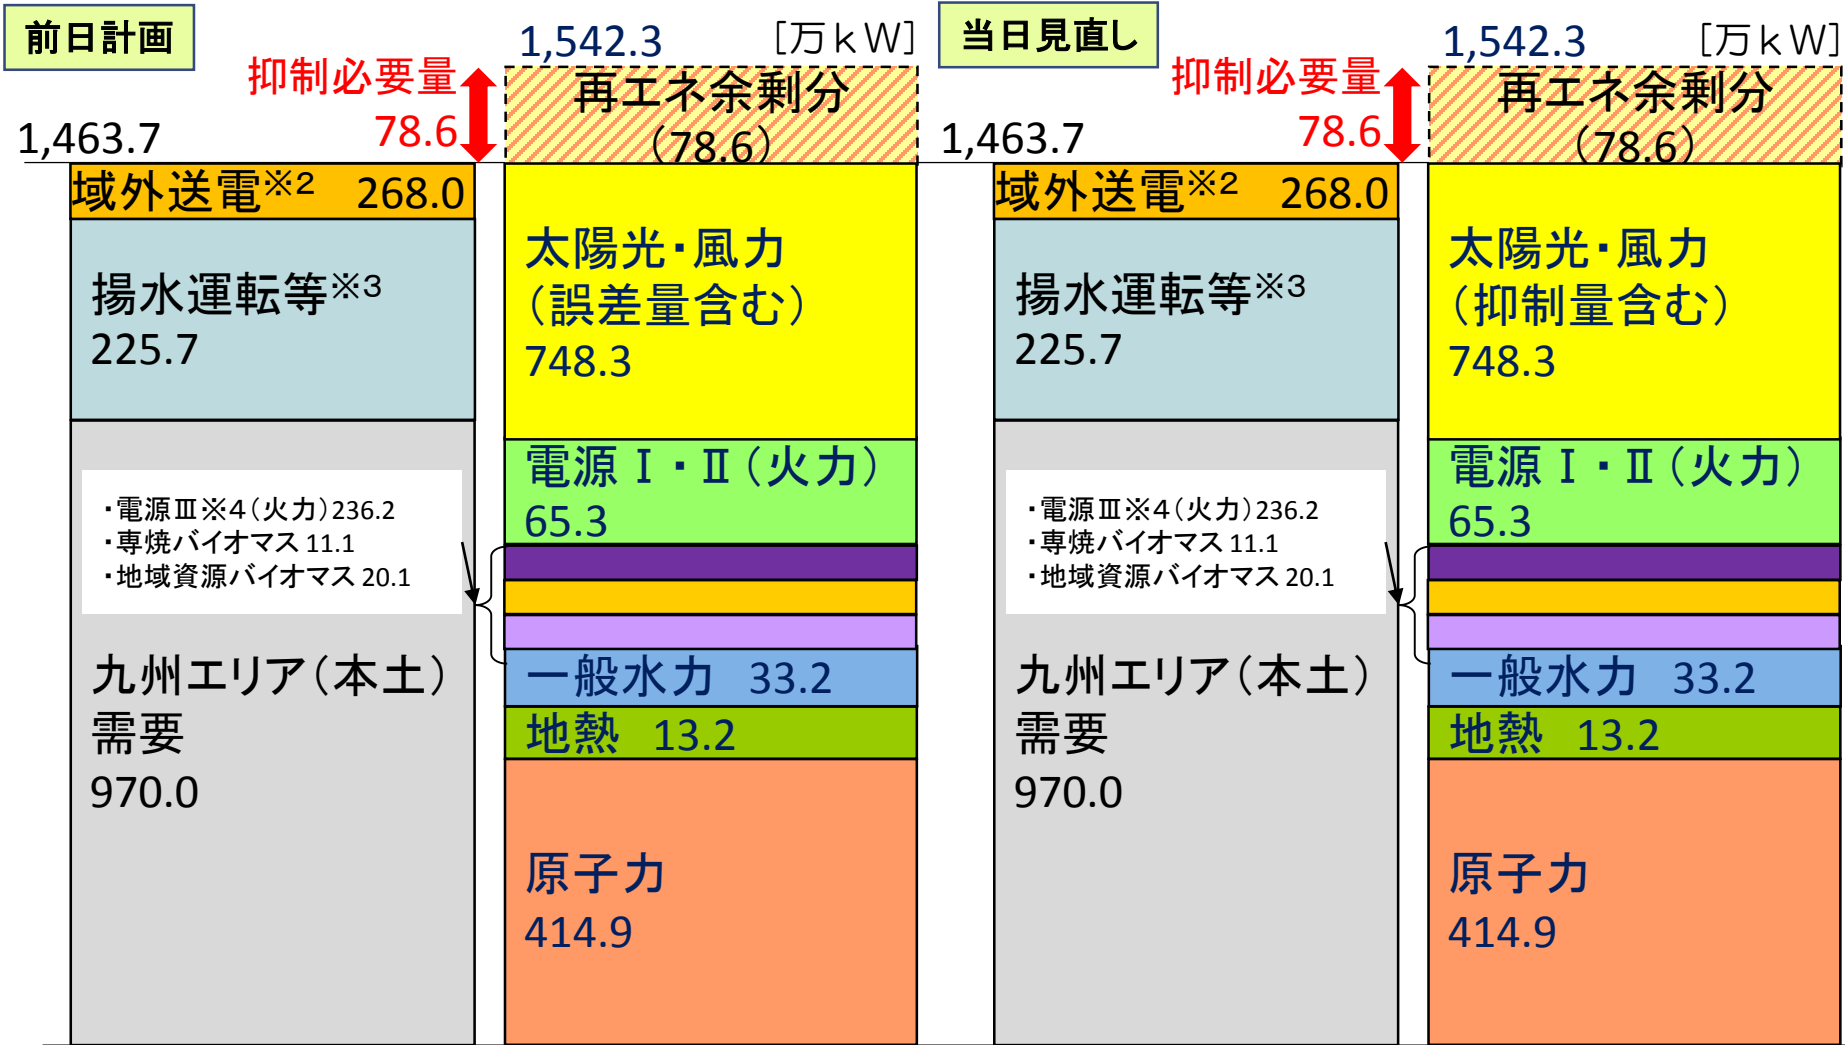 前日計画
1,542.3
[万kW]
抑制必要量
78.6
再エネ余剰分
(78.6)
1,463.7
域外送電※2 268.0
揚水運転等※3
225.7
・電源Ⅲ※4(火力)236.2
・専焼バイオマス 11.1
・地域資源バイオマス 20.1
九州エリア(本土)
需要
970.0
太陽光・風力
(誤差量含む)
748.3
電源Ⅰ・Ⅱ(火力)
65.3
一般水力 33.2
地熱 13.2
原子力
414.9
当日見直し
1,542.3
[万kW]
抑制必要量
78.6
再エネ余剰分
(78.6)
1,463.7
域外送電※2 268.0
揚水運転等※3
225.7
・電源Ⅲ※4(火力)236.2
・専焼バイオマス 11.1
・地域資源バイオマス 20.1
九州エリア(本土)
需要
970.0
太陽光・風力
(抑制量含む)
748.3
電源Ⅰ・Ⅱ(火力)
65.3
一般水力 33.2
地熱 13.2
原子力
414.9